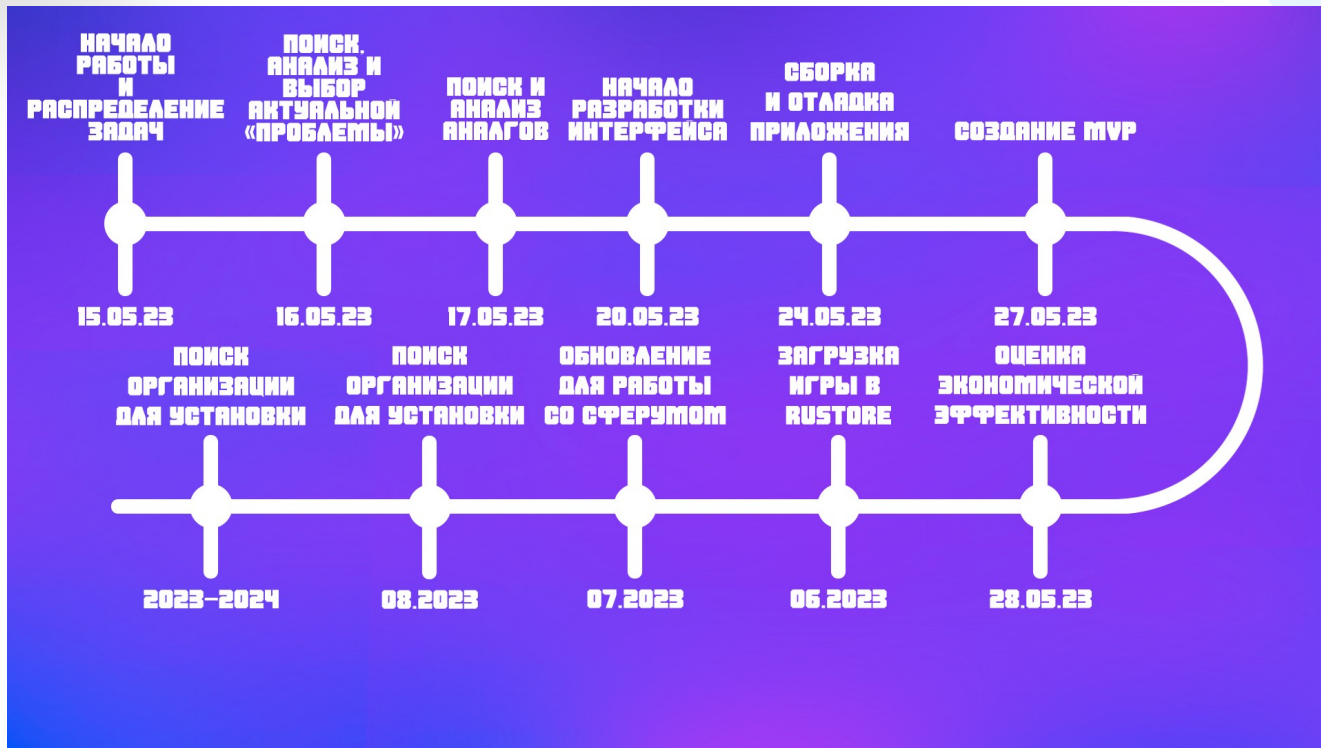 НАЧАЛО
РАБОТЫ
И
РАСПРЕДЕЛЕНИЕ
ЗАДАЧ
15.05.23
ПОИСК,
АНАЛИЗ И
ВЫБОР
АКТУАЛЬНОЙ
«ПРОБЛЕМЫ»
16.05.23
ПОИСК И
АНАЛИЗ
АНАЛГОВ
17.05.23
НАЧАЛО
РАЗРАБОТКИ
ИНТЕРФЕЙСА
20.05.23
СБОРКА
И ОТЛАДКА
ПРИЛОЖЕНИЯ
24.05.23
СОЗДАНИЕ MVP
27.05.23
ОЦЕНКА
ЭКОНОМИЧЕСКОЙ
ЭФФЕКТИВНОСТИ
28.05.23
ЗАГРУЗКА
ИГРЫ В
RUSTORE
06.2023
ОБНОВЛЕНИЕ
ДЛЯ РАБОТЫ
СО СФЕРУМОМ
07.2023
ПОИСК
ОРГАНИЗАЦИИ
ДЛЯ УСТАНОВКИ
08.2023
ПОИСК
ОРГАНИЗАЦИИ
ДЛЯ УСТАНОВКИ
2023-2024